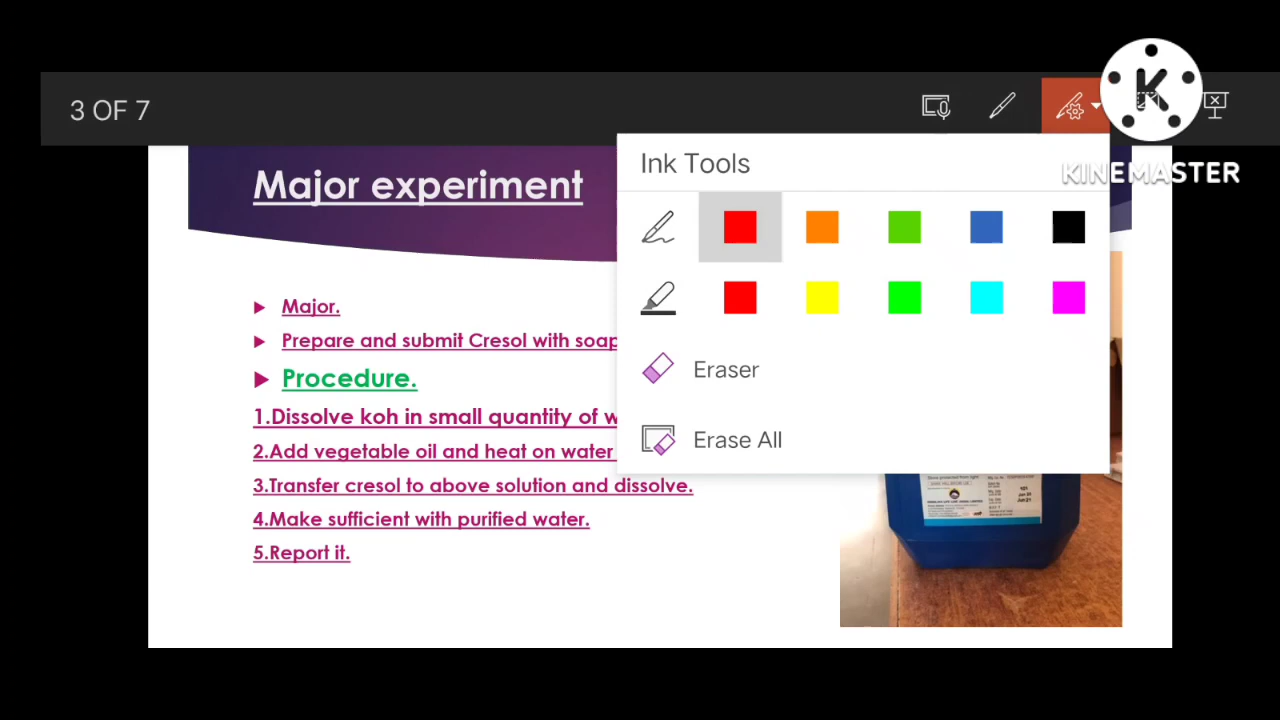 3 OF 7
KINEMASTER
Ink Tools
Eraser
Erase All
Major experiment
Major.
Prepare and submit Cresol with soap
Procedure.
1.Dissolve koh in small quantity of w
2.Add vegetable oil and heat on water
3.Transfer cresol to above solution and dissolve.
4.Make sufficient with purified water.
5.Report it.